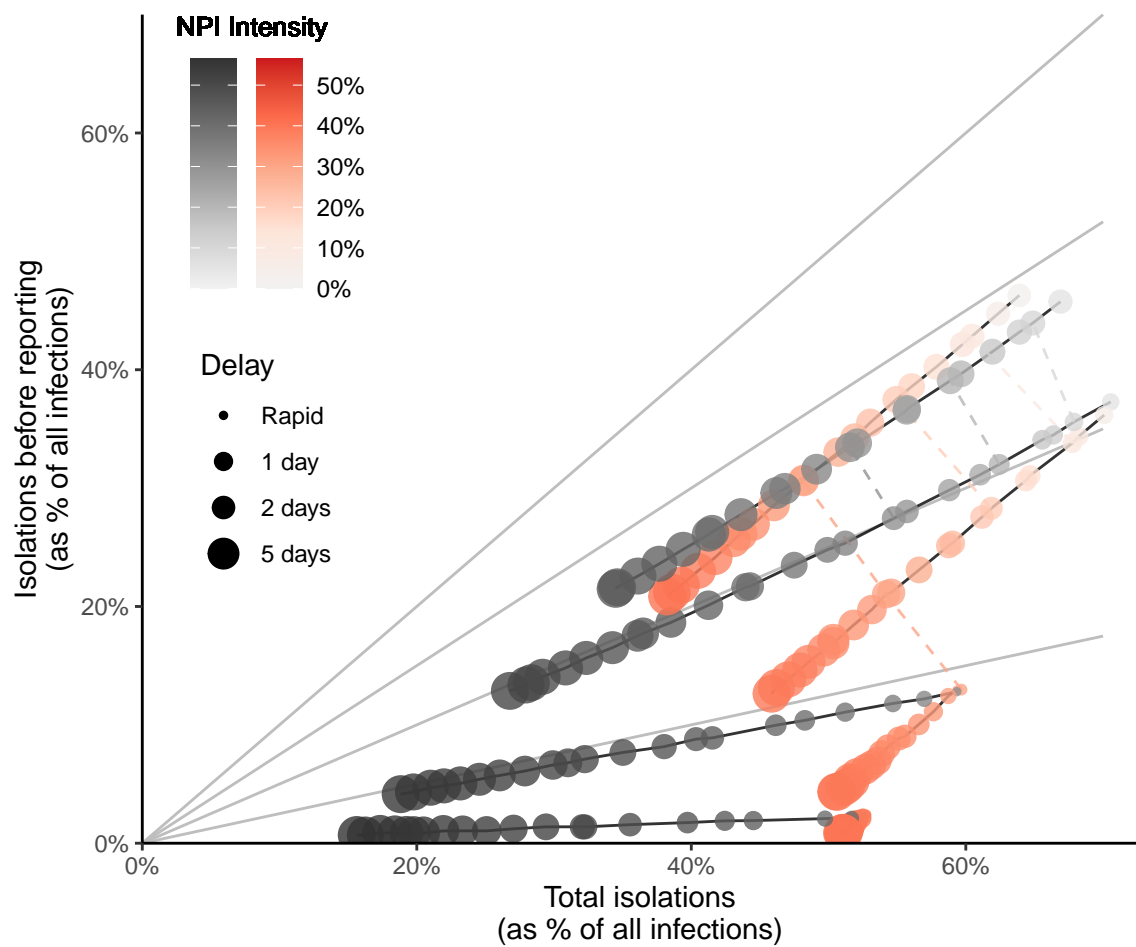 NPI Intensity
50%
40%
30%
20%
10%
0%
Delay
Rapid
1 day
2 days
5 days
Isolations before reporting
(as % of all infections)
60%
40%
20%
0%
0%
20%
40%
60%
Total isolations
(as % of all infections)